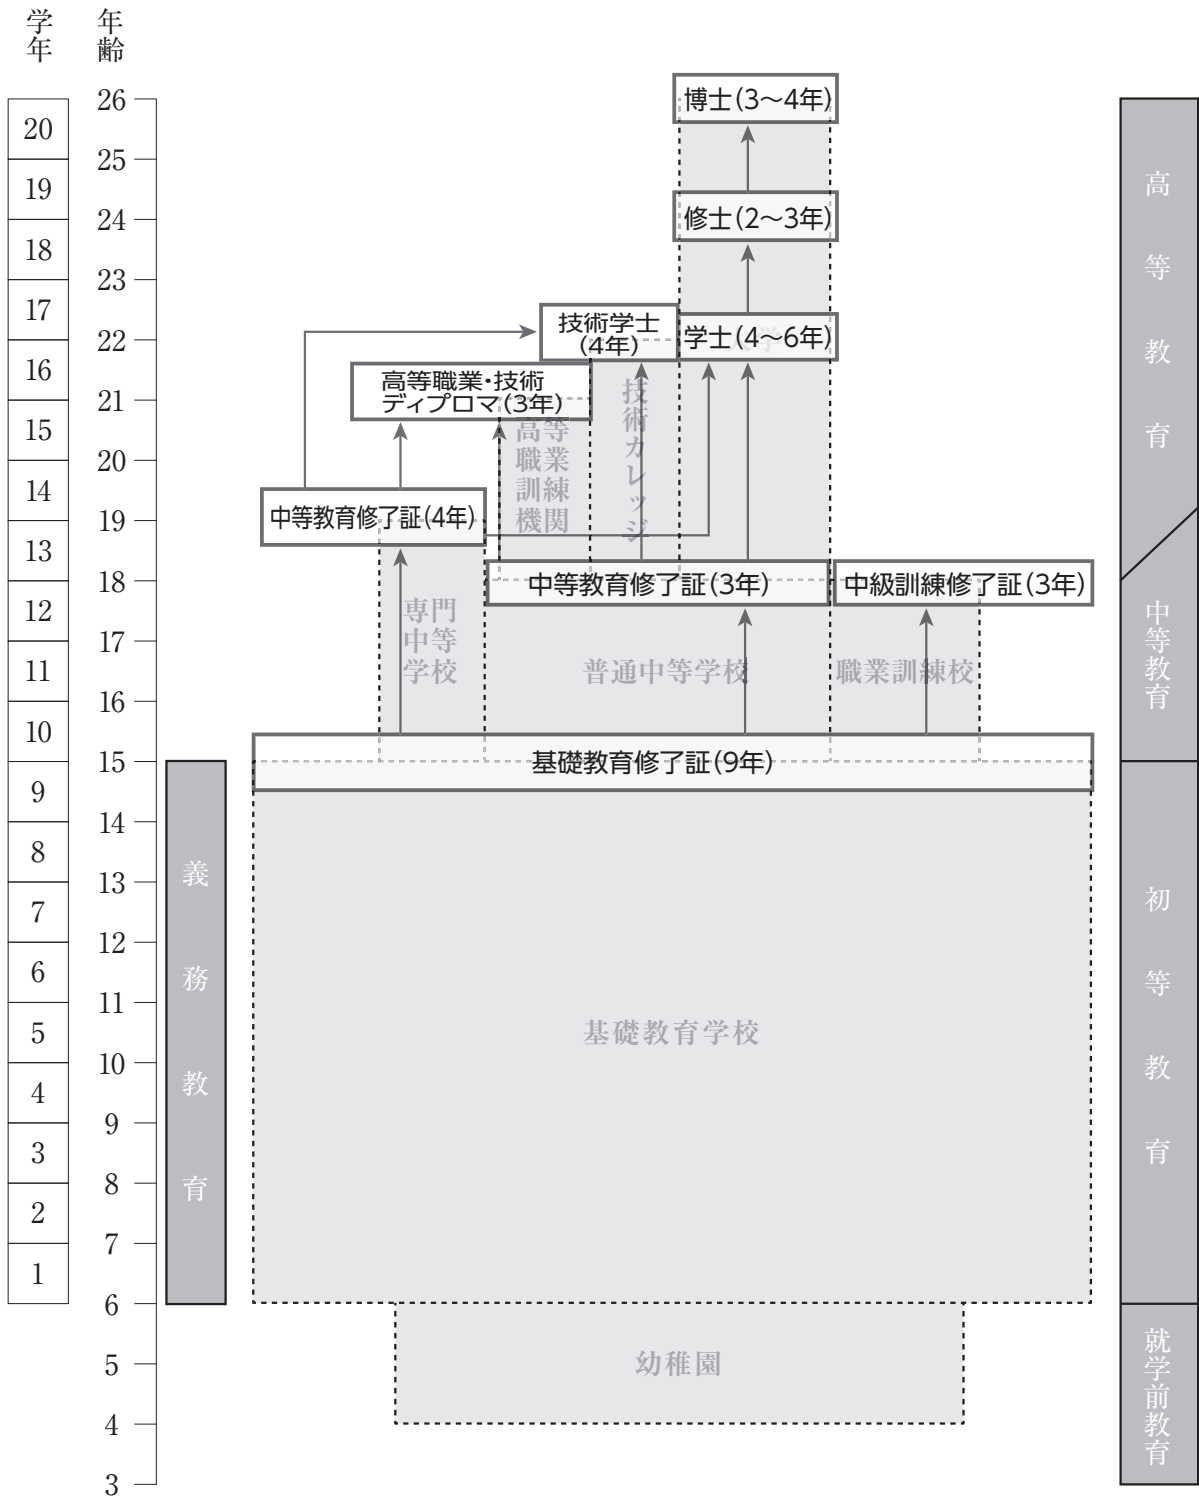 学年
年齢
26
25
24
23
22
21
20
19
18
17
16
15
14
13
12
11
10
9
8
7
6
5
4
3
20
19
18
17
16
15
14
13
12
11
10
9
8
7
6
5
4
3
2
1
博士(3〜4年)
修士(2〜3年)
技術学士
(4年)
大学
学士(4〜6年)
高等職業・技術
ディプロマ(3年)
高等
職業
訓練
機関
技術カレッジ
中等教育修了証(4年)
中等教育修了証(3年)
中級訓練修了証(3年)
専門
中等
学校
普通中等学校
職業訓練校
基礎教育修了証(9年)
基礎教育学校
幼稚園
義務教育
高等教育
中等教育
初等教育
就学前教育